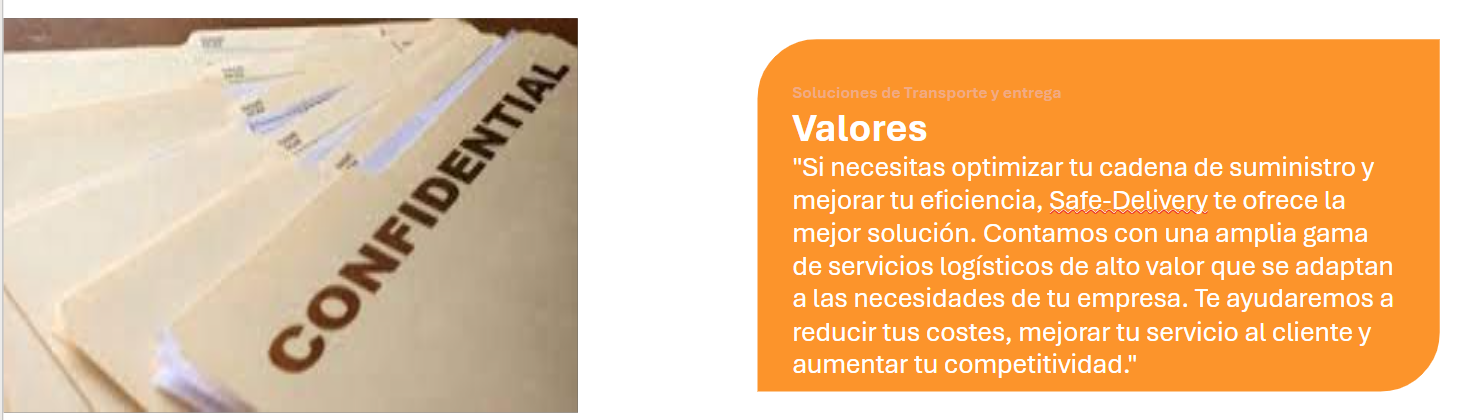 CONFIDENTIAL
Soluciones de Transporte y entrega
Valores
"Si necesitas optimizar tu cadena de suministro y
mejorar tu eficiencia, Safe-Delivery te ofrece la
mejor solución. Contamos con una amplia gama
de servicios logísticos de alto valor que se adaptan
a las necesidades de tu empresa. Te ayudaremos a
reducir tus costes, mejorar tu servicio al cliente y
aumentar tu competitividad."